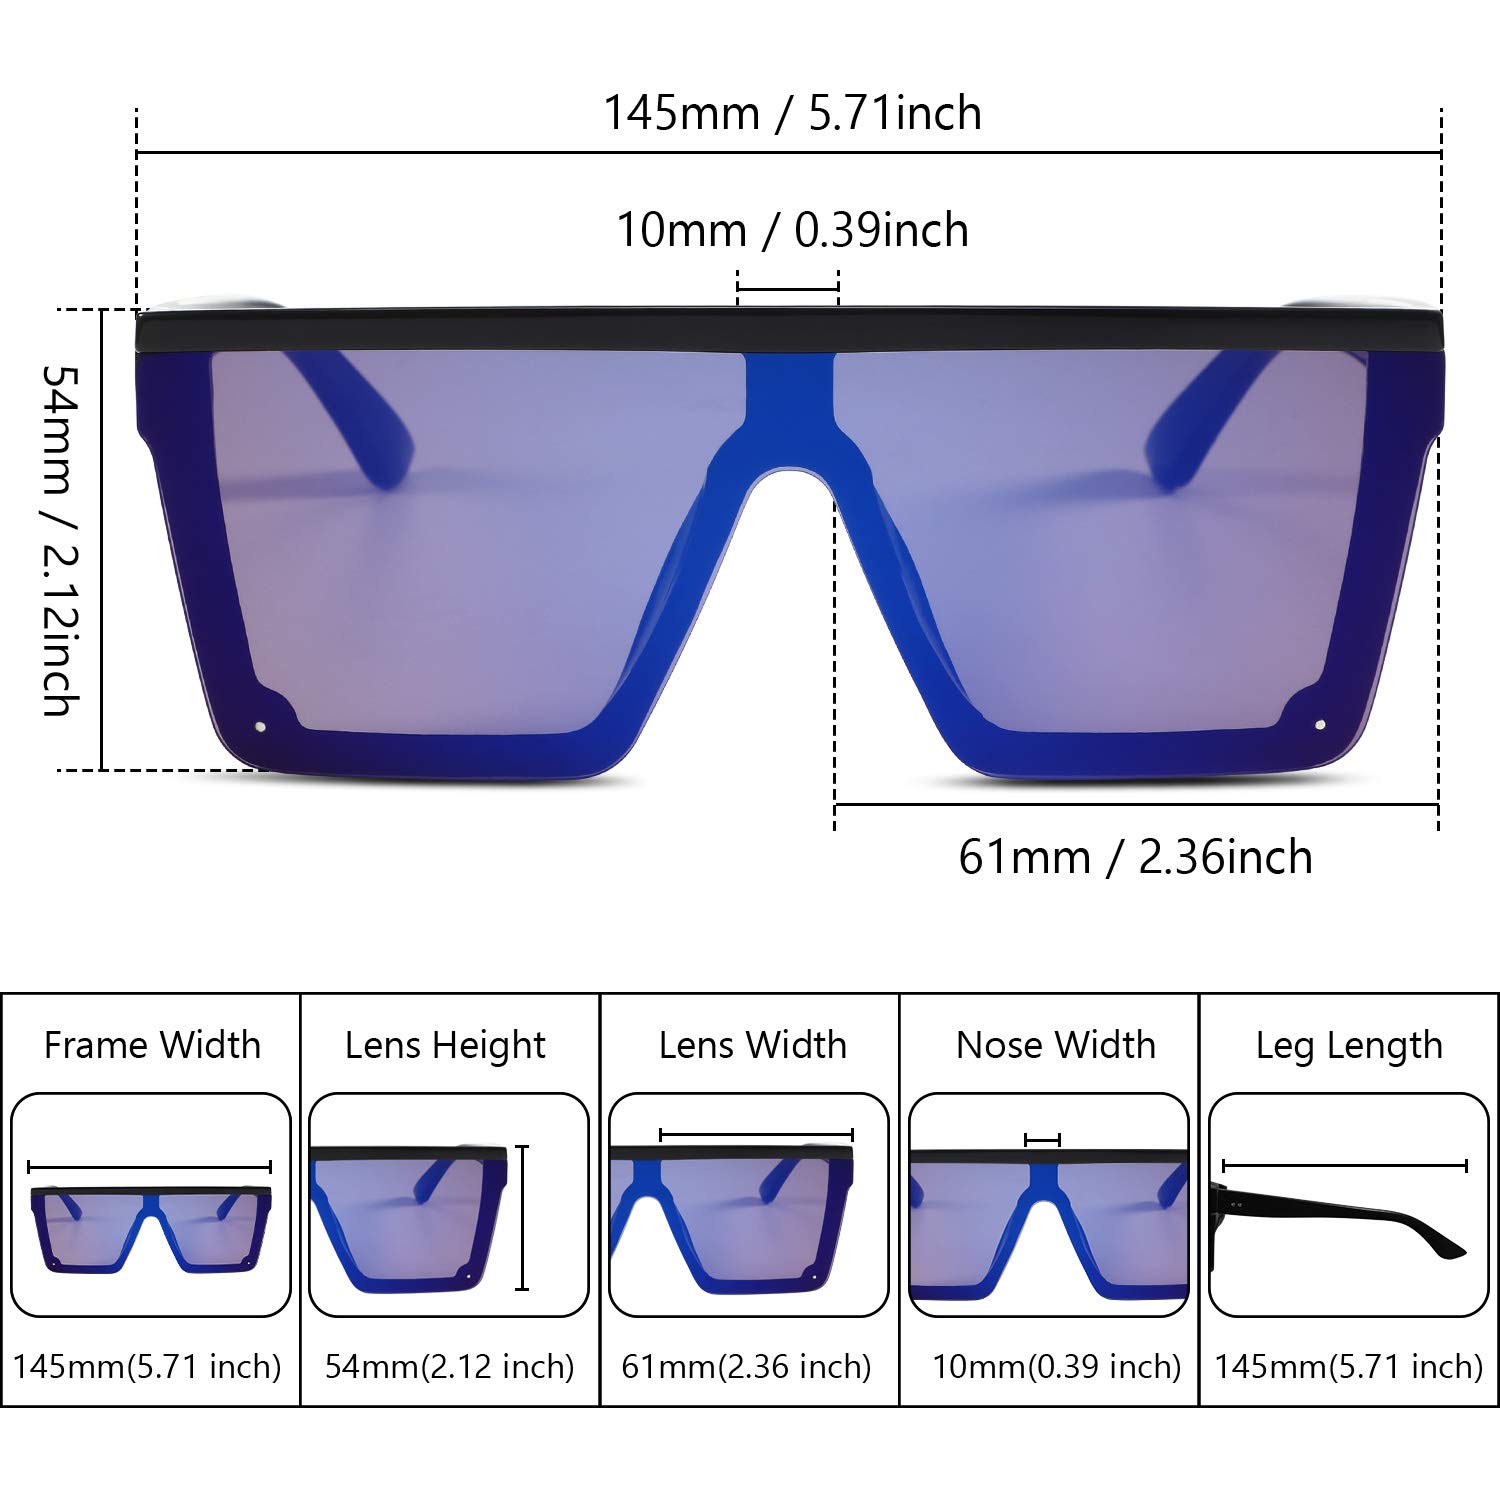 145mm / 5.71inch
10mm / 0.39inch
54mm / 2.12inch
61mm / 2.36inch
Frame Width
Lens Height
Lens Width
Nose Width
Leg Length
145mm(5.71 inch)
54mm(2.12 inch)
61mm(2.36 inch)
10mm(0.39 inch)
145mm(5.71 inch)